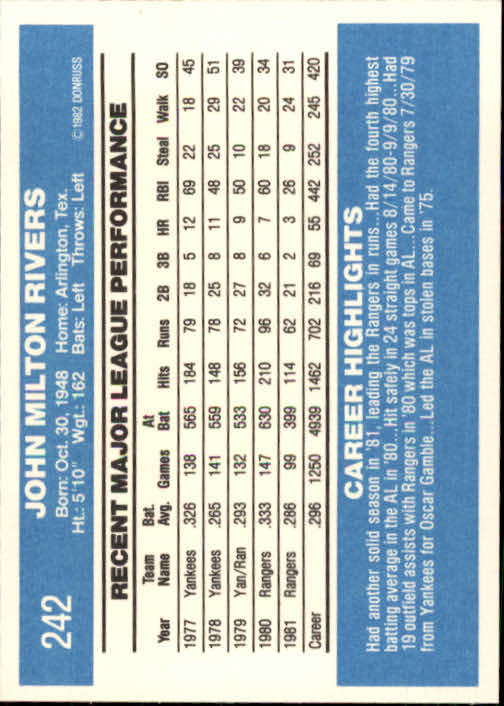 242
JOHN MILTON RIVERS
Born: Oct. 30, 1948 Home: Arlington, Tex.
Ht.: 5'10" Wgt.: 162 Bats: Left Throws: Left
© 1982 DONRUSS
RECENT MAJOR LEAGUE PERFORMANCE
Team Bat. At
Year Name Avg. Games Bat Hits Runs 2B 3B HR RBI Steal Walk SO
1977 Yankees .326 138 565 184 79 18 5 12 69 22 18 45
1978 Yankees .265 141 559 148 78 25 8 11 48 25 29 51
1979 Yan/Ran .293 132 533 156 72 27 8 9 50 10 22 39
1980 Rangers .333 147 630 210 96 32 6 7 60 18 20 34
1981 Rangers .286 99 399 114 62 21 2 3 26 9 24 31
Career .296 1250 4939 1462 702 216 69 55 442 252 245 420
CAREER HIGHLIGHTS
Had another solid season in '81, leading the Rangers in runs...Had the fourth highest
batting average in the AL in '80...Hit safely in 24 straight games 8/14/80-9/9/80...Had
19 outfield assists with Rangers in '80 which was tops in AL....Came to Rangers 7/30/79
from Yankees for Oscar Gamble...Led the AL in stolen bases in '75.